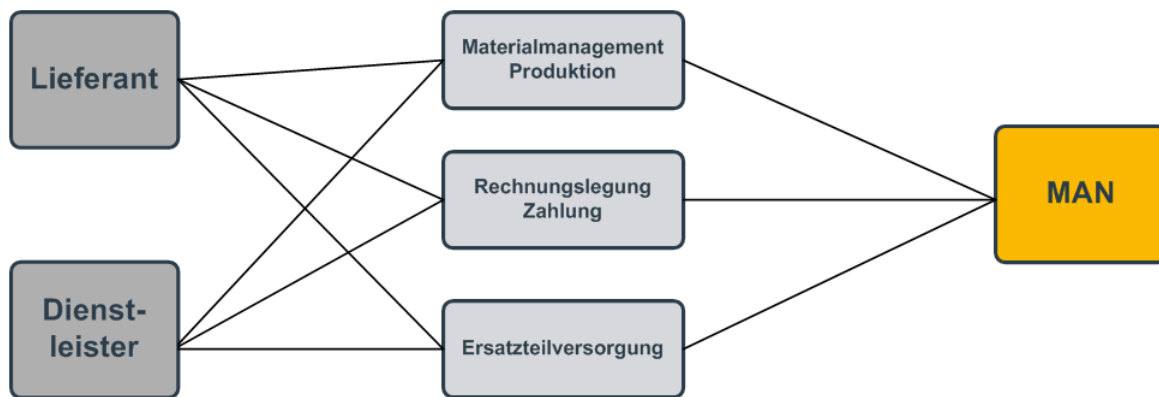 Lieferant
Dienst-
leister
Materialmanagement
Produktion
Rechnungslegung
Zahlung
Ersatzteilversorgung
MAN